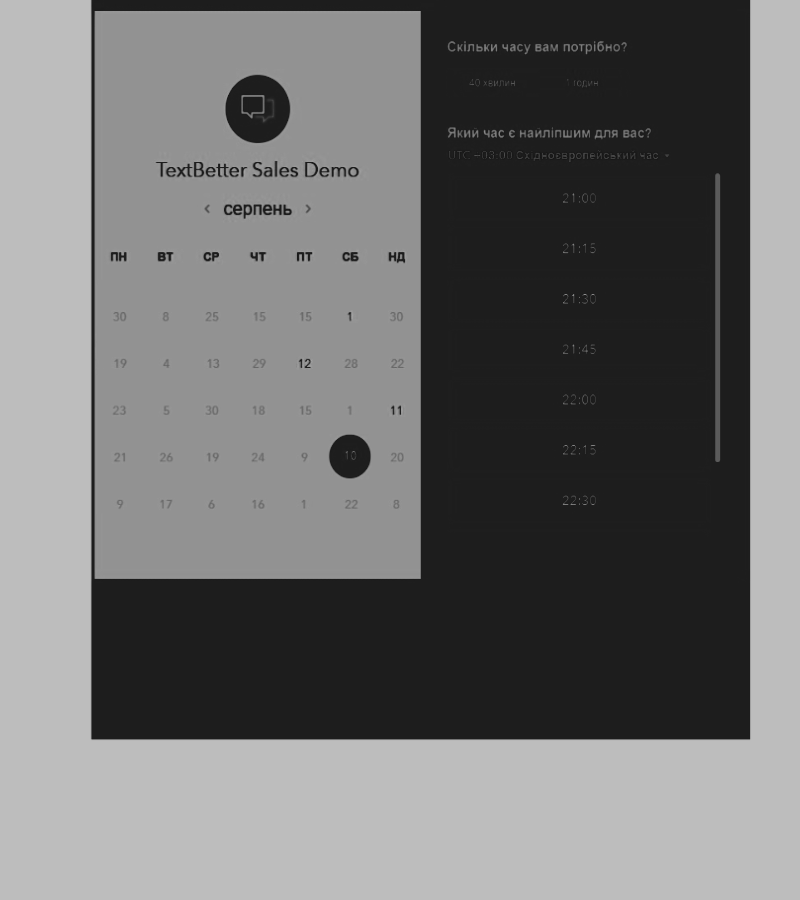 TextBetter Sales Demo
‹ серпень ›
ПН ВТ СР ЧТ ПТ СБ НД
30 8 25 15 15 1 30
19 4 13 29 12 28 22
23 5 30 18 15 1 11
21 26 19 24 9 10 20
9 17 6 16 1 22 8
Скільки часу вам потрібно?
40 хвилин 1 годин
Який час є найліпшим для вас?
UTC +03:00 Східноєвропейський час
21:00
21:15
21:30
21:45
22:00
22:15
22:30